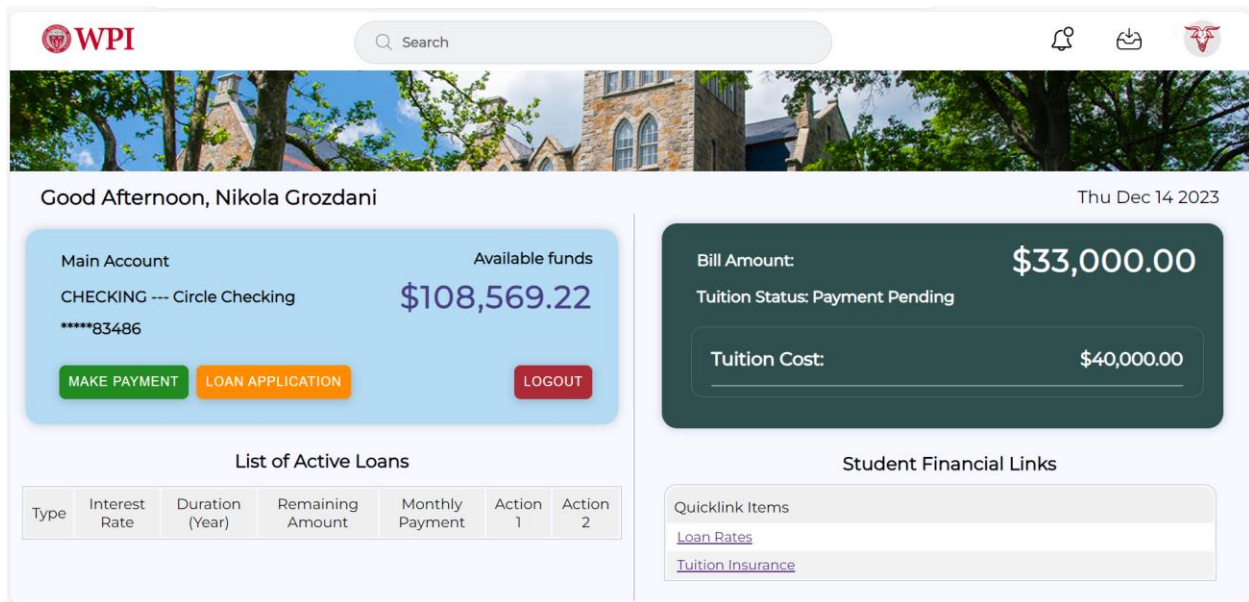 WPI
Search
Good Afternoon, Nikola Grozdani
Thu Dec 14 2023
Main Account
Available funds
CHECKING --- Circle Checking
$108,569.22
*****83486
MAKE PAYMENT
LOAN APPLICATION
LOGOUT
Bill Amount:
$33,000.00
Tuition Status: Payment Pending
Tuition Cost:
$40,000.00
List of Active Loans
Type
Interest
Rate
Duration
(Year)
Remaining
Amount
Monthly
Payment
Action
1
Action
2
Student Financial Links
Quicklink Items
Loan Rates
Tuition Insurance